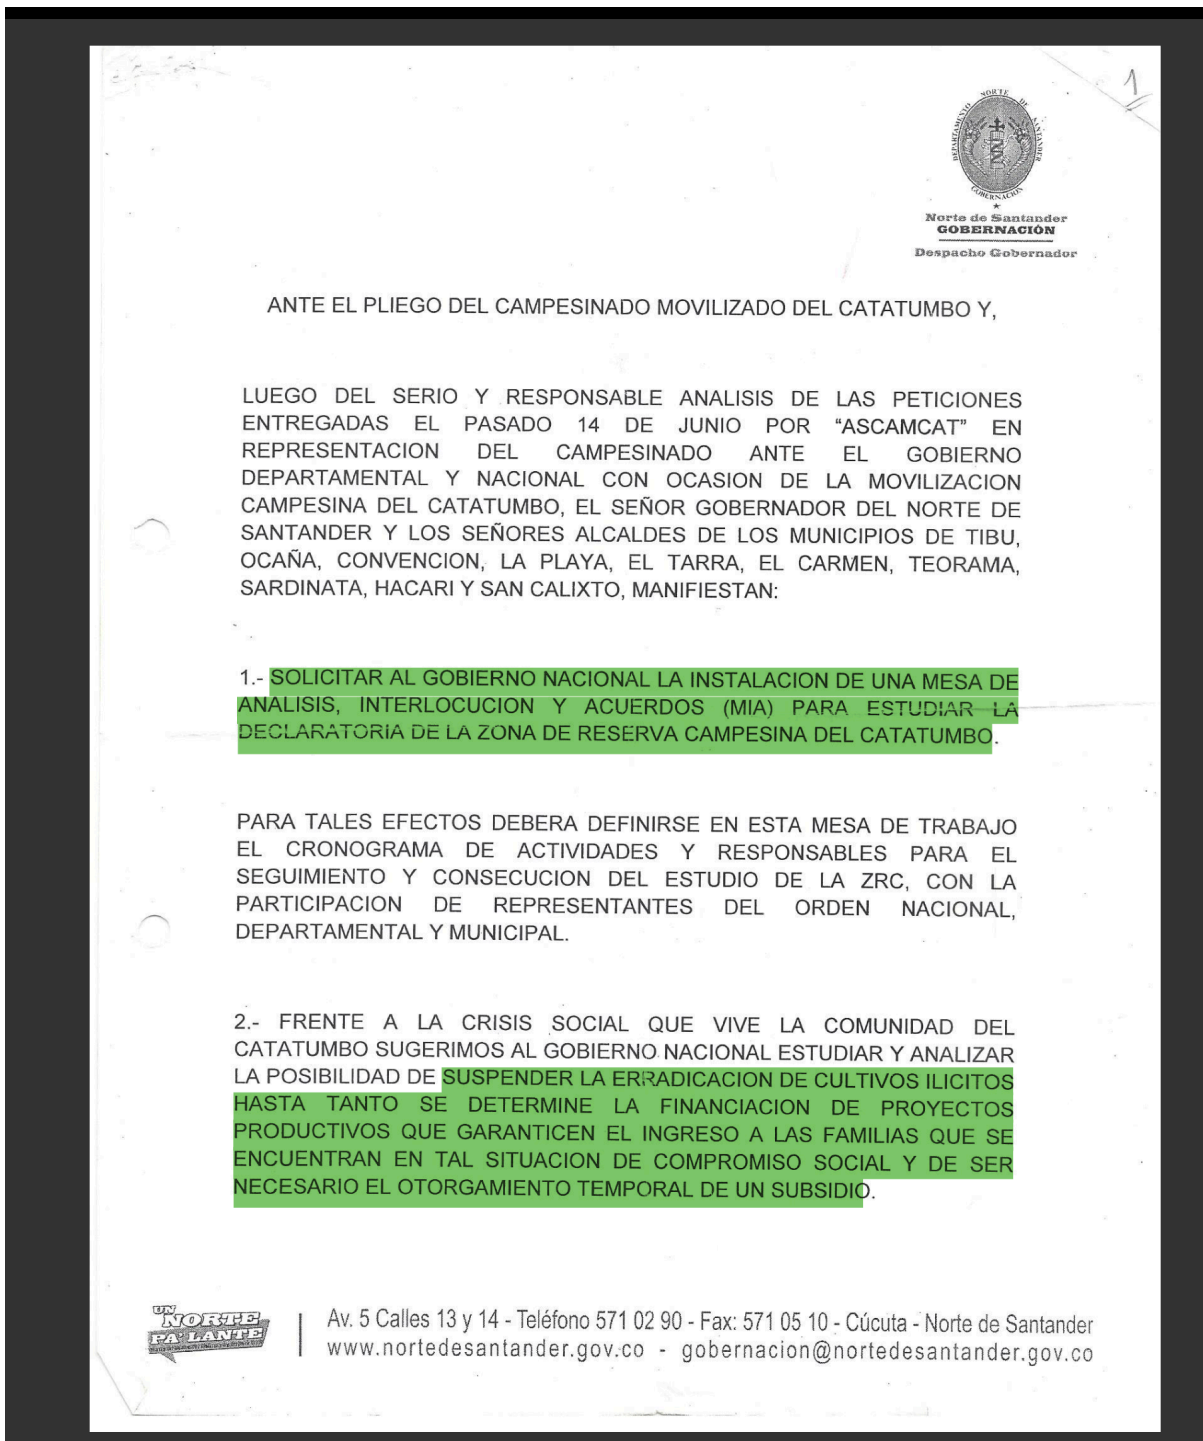 1
DEPARTAMENTO NORTE DE SANTANDER
GOBERNACION
Norte de Santander
GOBERNACIÓN
Despacho Gobernador
ANTE EL PLIEGO DEL CAMPESINADO MOVILIZADO DEL CATATUMBO Y,
LUEGO DEL SERIO Y RESPONSABLE ANALISIS DE LAS PETICIONES
ENTREGADAS EL PASADO 14 DE JUNIO POR “ASCAMCAT” EN
REPRESENTACION DEL CAMPESINADO ANTE EL GOBIERNO
DEPARTAMENTAL Y NACIONAL CON OCASION DE LA MOVILIZACION
CAMPESINA DEL CATATUMBO, EL SEÑOR GOBERNADOR DEL NORTE DE
SANTANDER Y LOS SEÑORES ALCALDES DE LOS MUNICIPIOS DE TIBU,
OCAÑA, CONVENCION, LA PLAYA, EL TARRA, EL CARMEN, TEORAMA,
SARDINATA, HACARI Y SAN CALIXTO, MANIFIESTAN:
1.- SOLICITAR AL GOBIERNO NACIONAL LA INSTALACION DE UNA MESA DE
ANALISIS, INTERLOCUCION Y ACUERDOS (MIA) PARA ESTUDIAR LA
DECLARATORIA DE LA ZONA DE RESERVA CAMPESINA DEL CATATUMBO.
PARA TALES EFECTOS DEBERA DEFINIRSE EN ESTA MESA DE TRABAJO
EL CRONOGRAMA DE ACTIVIDADES Y RESPONSABLES PARA EL
SEGUIMIENTO Y CONSECUCION DEL ESTUDIO DE LA ZRC, CON LA
PARTICIPACION DE REPRESENTANTES DEL ORDEN NACIONAL,
DEPARTAMENTAL Y MUNICIPAL.
2.- FRENTE A LA CRISIS SOCIAL QUE VIVE LA COMUNIDAD DEL
CATATUMBO SUGERIMOS AL GOBIERNO NACIONAL ESTUDIAR Y ANALIZAR
LA POSIBILIDAD DE SUSPENDER LA ERRADICACION DE CULTIVOS ILICITOS
HASTA TANTO SE DETERMINE LA FINANCIACION DE PROYECTOS
PRODUCTIVOS QUE GARANTICEN EL INGRESO A LAS FAMILIAS QUE SE
ENCUENTRAN EN TAL SITUACION DE COMPROMISO SOCIAL Y DE SER
NECESARIO EL OTORGAMIENTO TEMPORAL DE UN SUBSIDIO.
UN
NORTE
PA'LANTE
Av. 5 Calles 13 y 14 - Teléfono 571 02 90 - Fax: 571 05 10 - Cúcuta - Norte de Santander
www.nortedesantander.gov.co - gobernacion@nortedesantander.gov.co